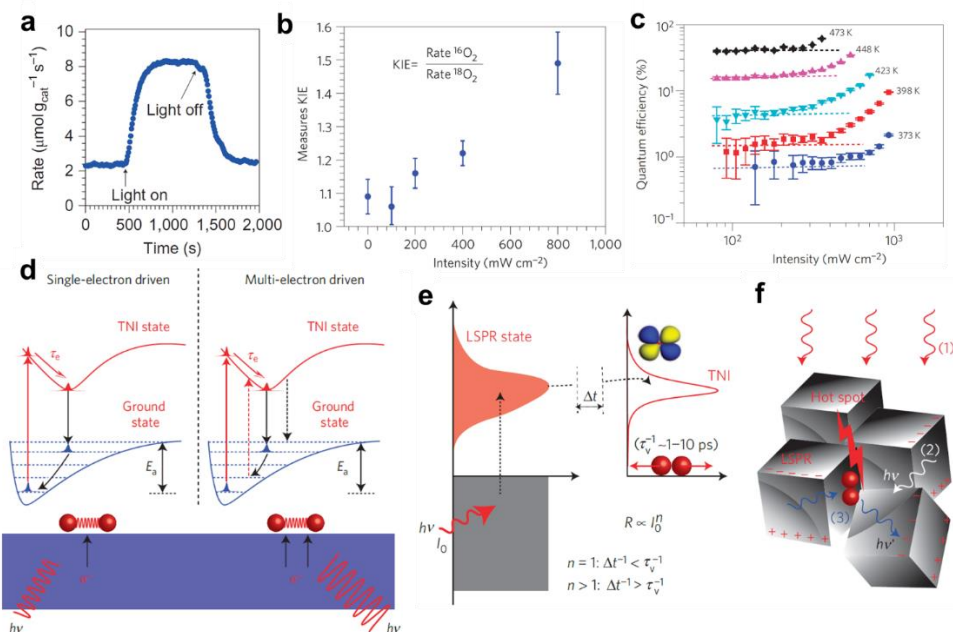 a
Rate (μmol gcat⁻¹ s⁻¹)
10
8
6
4
2
0
Light on
Light off
0 500 1,000 1,500 2,000
Time (s)
b
Measures KIE
1.6
1.5
1.4
1.3
1.2
1.1
1.0
KIE= Rate ¹⁶O₂
Rate ¹⁸O₂
0 200 400 600 800 1,000
Intensity (mW cm⁻²)
c
Quantum efficiency (%)
10²
10¹
10⁰
10⁻¹
473 K
448 K
423 K
398 K
373 K
10² 10³
Intensity (mW cm⁻²)
d
Single-electron driven
Multi-electron driven
TNI state
TNI state
τe
τe
Ground
state
Ground
state
Ea
Ea
hν
hν
e
LSPR state
Δt
TNI
(τv⁻¹ ~1–10 ps)
hν
I₀
R ∝ I₀ⁿ
n = 1: Δt⁻¹ < τv⁻¹
n > 1: Δt⁻¹ > τv⁻¹
f
(1)
Hot spot
LSPR
(2)
hν
(3)
hν'